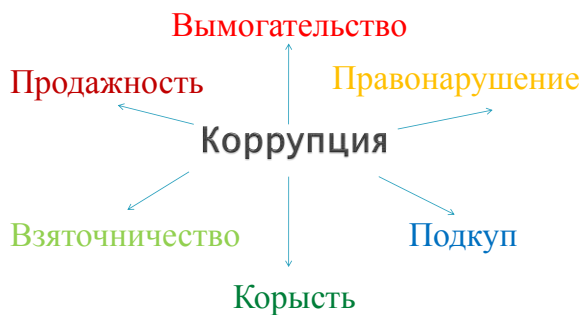 Вымогательство
Продажность
Правонарушение
Коррупция
Взяточничество
Подкуп
Корысть